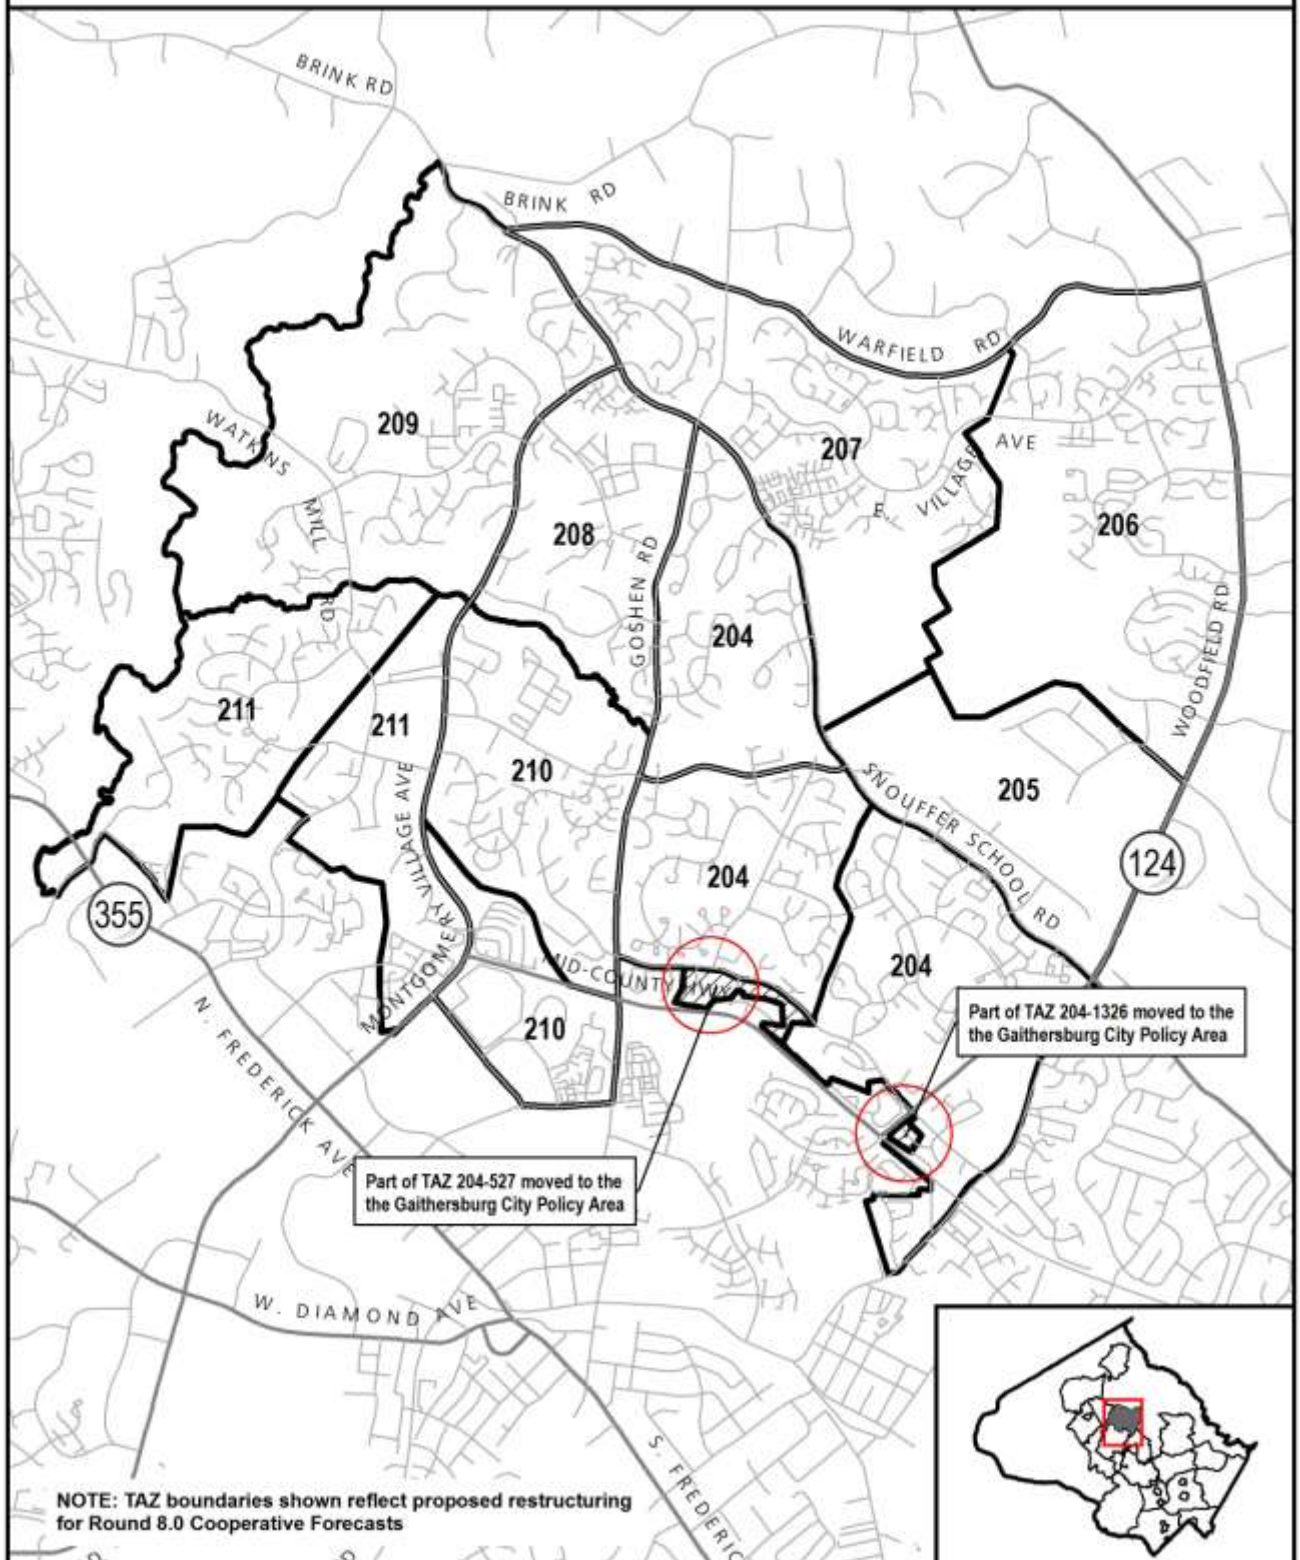 BRINK RD
BRINK RD
WARFIELD RD
209
WATKINS MILL RD
207
E. VILLAGE AVE
208
206
GOSHEN RD
204
WOODFIELD RD
211
211
210
205
SNOUFFER SCHOOL RD
MONTGOMERY VILLAGE AVE
124
204
355
204
MID-COUNTY HWY
Part of TAZ 204-1326 moved to the
the Gaithersburg City Policy Area
210
N. FREDERICK AVE
Part of TAZ 204-527 moved to the
the Gaithersburg City Policy Area
W. DIAMOND AVE
S. FREDERIC
NOTE: TAZ boundaries shown reflect proposed restructuring
for Round 8.0 Cooperative Forecasts